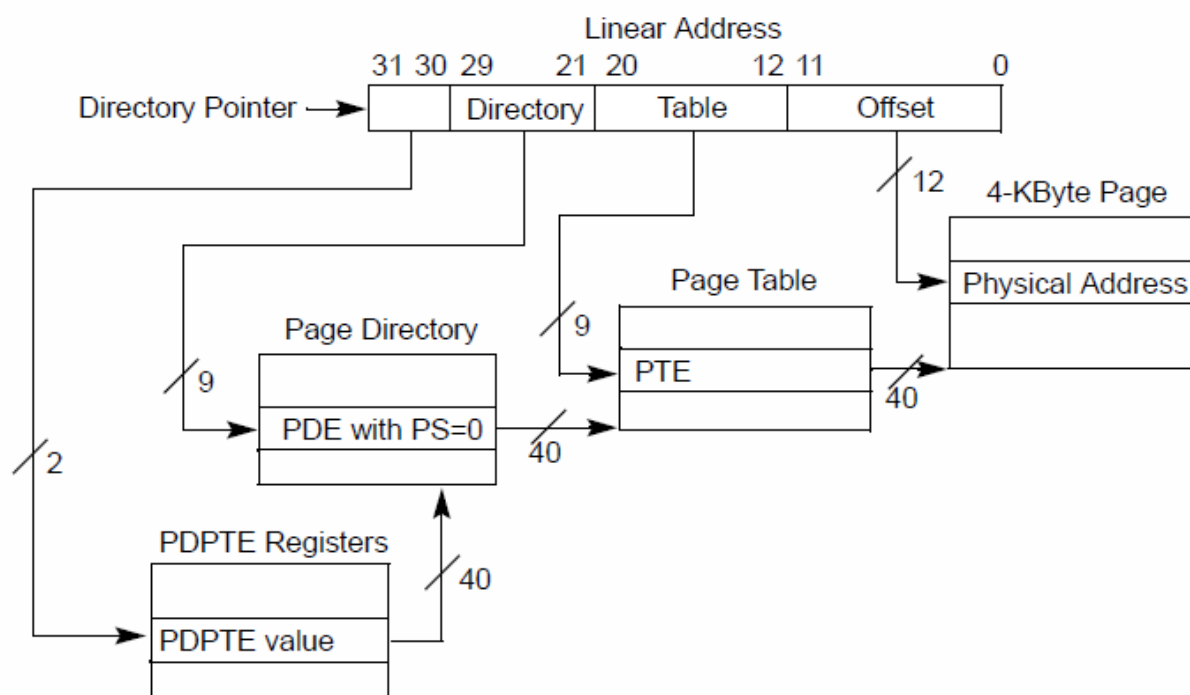 Linear Address
31 30 29 21 20 12 11 0
Directory Pointer Directory Table Offset
12
4-KByte Page
Physical Address
Page Table
9
PTE
40
Page Directory
9
PDE with PS=0
40
2
PDPTE Registers
40
PDPTE value